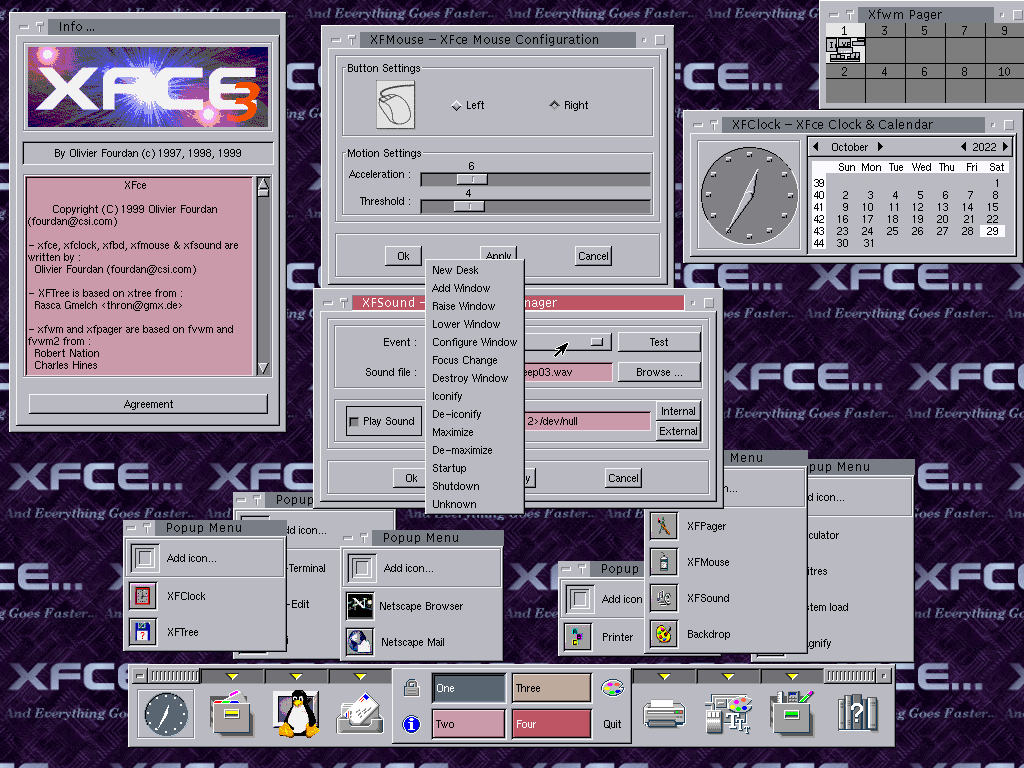 And Everything Goes Faster...
Info ...
XFCE 3
By Olivier Fourdan (c) 1997, 1998, 1999
XFce
Copyright (C) 1999 Olivier Fourdan
(fourdan@csi.com)
- xfce, xfclock, xfbd, xfmouse & xfsound are
written by :
Olivier Fourdan (fourdan@csi.com)
- XFTree is based on xtree from :
Rasca Gmelch <thron@gmx.de>
- xfwm and xfpager are based on fvwm and
fvwm2 from :
Robert Nation
Charles Hines
Agreement
XFMouse - XFce Mouse Configuration
Button Settings
Left
Right
Motion Settings
6
Acceleration :
4
Threshold :
Ok
Apply
Cancel
Xfwm Pager
1 3 5 7 9
2 4 6 8 10
XFClock - XFce Clock & Calendar
October
2022
Sun Mon Tue Wed Thu Fri Sat
39 1
40 2 3 4 5 6 7 8
41 9 10 11 12 13 14 15
42 16 17 18 19 20 21 22
43 23 24 25 26 27 28 29
44 30 31
XFSound -
nager
Event :
Test
Sound file :
eep03.wav
Browse ...
Play Sound
2>/dev/null
Internal
External
Ok
y
Cancel
New Desk
Add Window
Raise Window
Lower Window
Configure Window
Focus Change
Destroy Window
Iconify
De-iconify
Maximize
De-maximize
Startup
Shutdown
Unknown
XFCE...
And Everything Goes Faster...
Popup Menu
Add icon...
XFClock
XFTree
Popup
dd icon...
Terminal
-Edit
i
Popup Menu
Add icon...
Netscape Browser
Netscape Mail
Popup
Add icon
Printer
Menu
n...
XFPager
XFMouse
XFSound
Backdrop
pup Menu
d icon...
culator
itres
tem load
gnify
One
Two
Three
Four
Quit